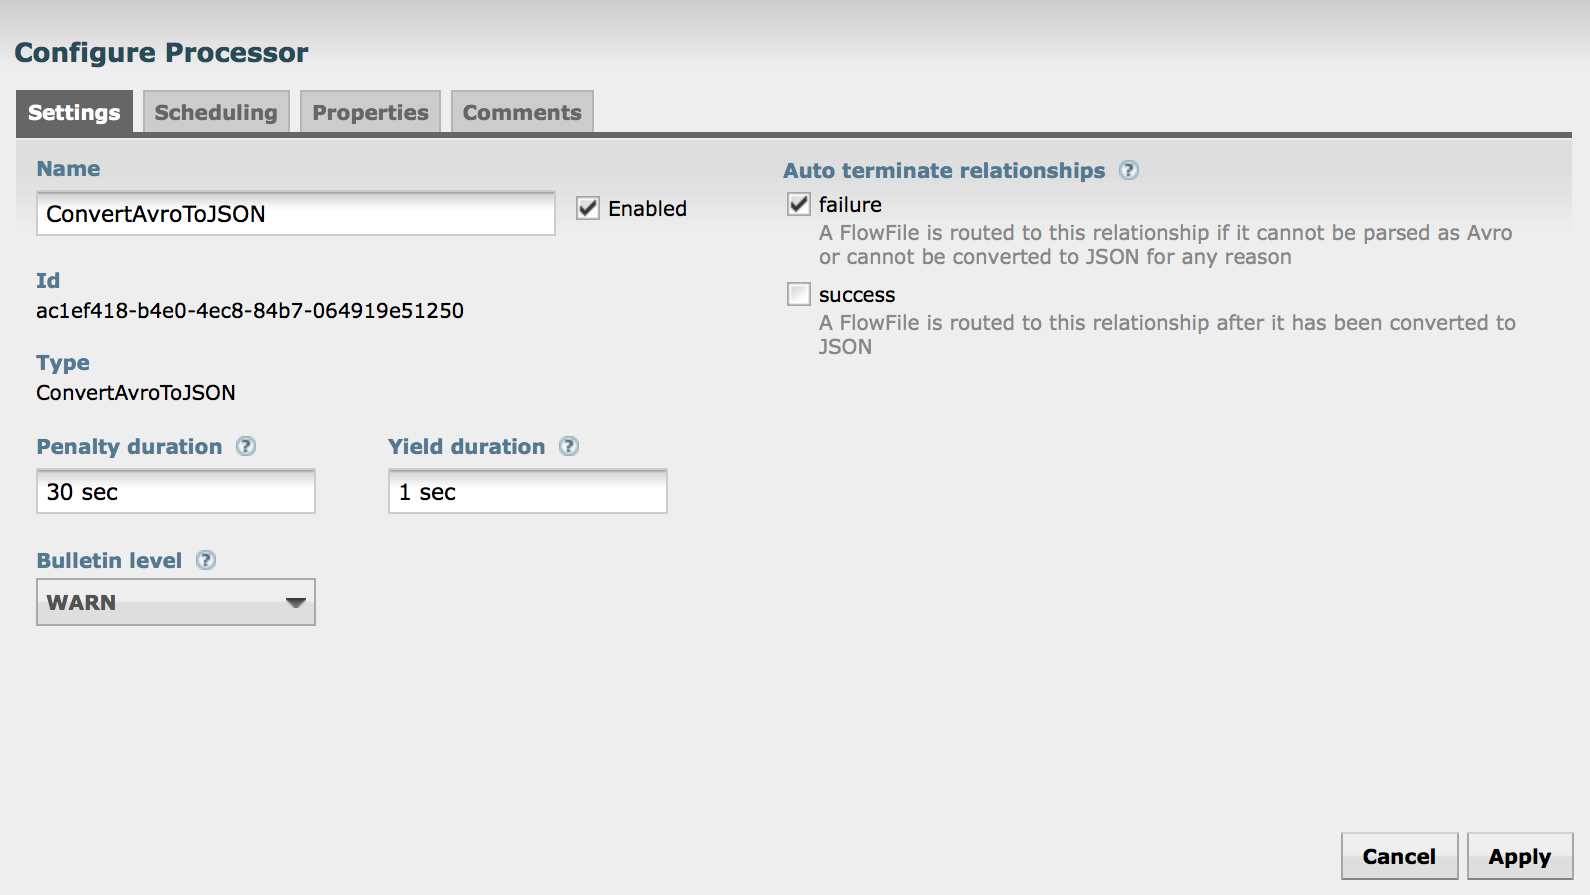 Configure Processor
Settings
Scheduling
Properties
Comments
Name
ConvertAvroToJSON
Enabled
Id
ac1ef418-b4e0-4ec8-84b7-064919e51250
Type
ConvertAvroToJSON
Penalty duration ?
Yield duration ?
30 sec
1 sec
Bulletin level ?
WARN
Auto terminate relationships ?
failure
A FlowFile is routed to this relationship if it cannot be parsed as Avro
or cannot be converted to JSON for any reason
success
A FlowFile is routed to this relationship after it has been converted to
JSON
Cancel
Apply